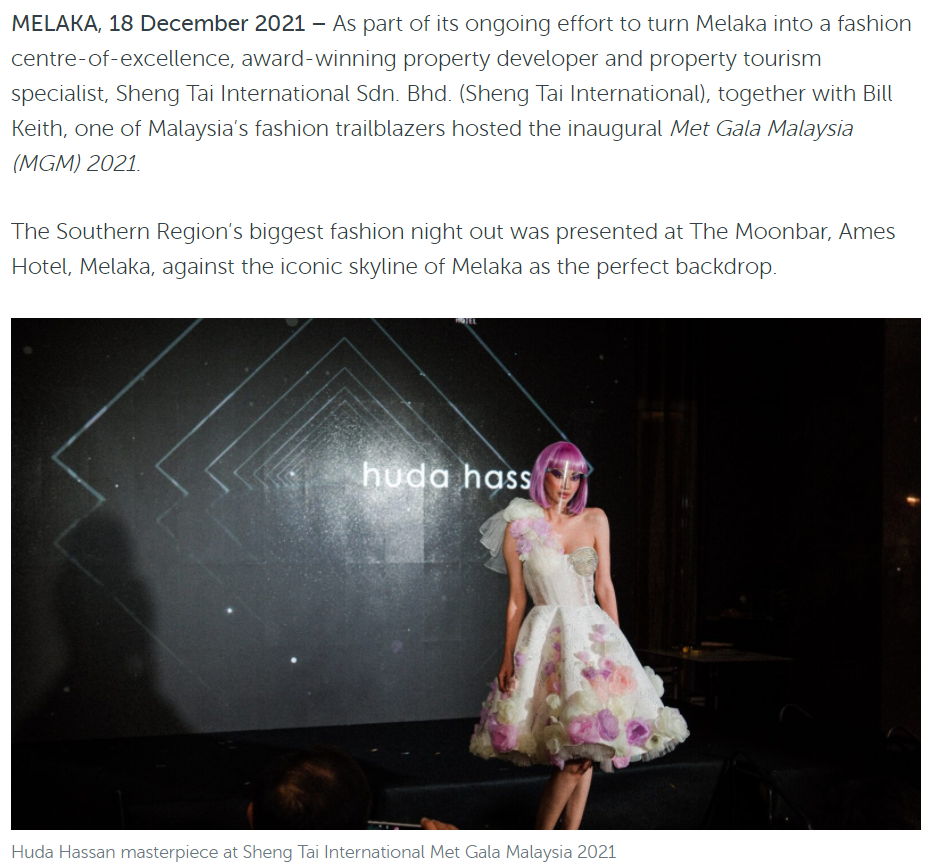 MELAKA, 18 December 2021 – As part of its ongoing effort to turn Melaka into a fashion
centre-of-excellence, award-winning property developer and property tourism
specialist, Sheng Tai International Sdn. Bhd. (Sheng Tai International), together with Bill
Keith, one of Malaysia's fashion trailblazers hosted the inaugural Met Gala Malaysia
(MGM) 2021.
The Southern Region's biggest fashion night out was presented at The Moonbar, Ames
Hotel, Melaka, against the iconic skyline of Melaka as the perfect backdrop.
HOTEL
huda hass
Huda Hassan masterpiece at Sheng Tai International Met Gala Malaysia 2021